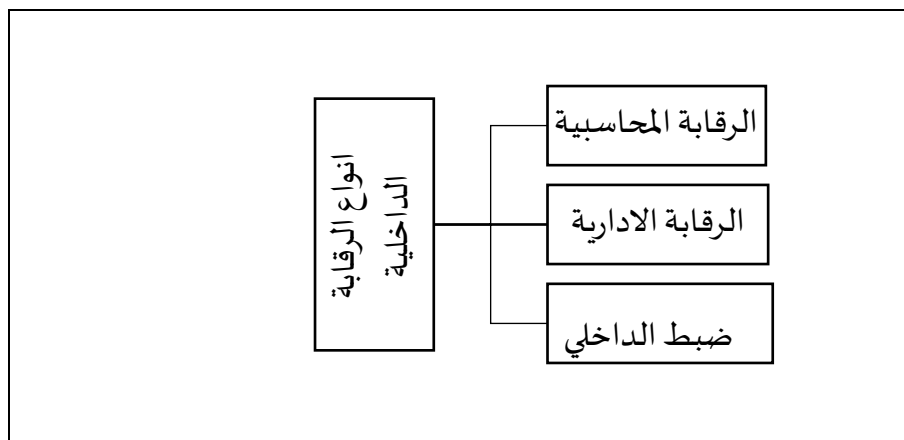 انواع الرقابة
الداخلية
الرقابة المحاسبية
الرقابة الادارية
ضبط الداخلي